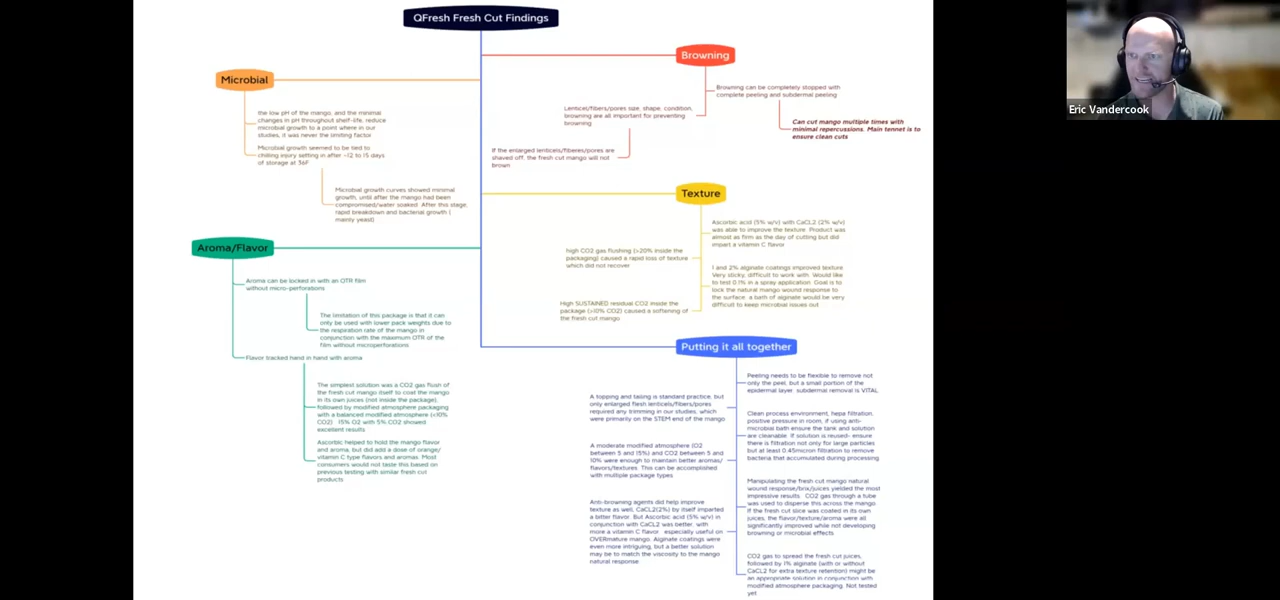 QFresh Fresh Cut Findings
Microbial
the low pH of the mango, and the minimal
changes in pH throughout shelf-life, reduce
microbial growth to a point where in our
studies, it was never the limiting factor
Microbial growth seemed to be tied to
chilling injury setting in after ~12 to 15 days
of storage at 36F
Microbial growth curves showed minimal
growth, until after the mango had been
compromised/water soaked. After this stage,
rapid breakdown and bacterial growth (
mainly yeast)
Aroma/Flavor
Aroma can be locked in with an OTR film
without micro-perforations
The limitation of this package is that it can
only be used with lower pack weights due to
the respiration rate of the mango in
conjunction with the maximum OTR of the
film without microperforations
Flavor tracked hand in hand with aroma
The simplest solution was a CO2 gas flush of
the fresh cut mango itself to coat the mango
in its own juices (not inside the package),
followed by modified atmosphere packaging
with a balanced modified atmosphere (<10%
CO2) 15% O2 with 5% CO2 showed
excellent results
Ascorbic helped to hold the mango flavor
and aroma, but did add a dose of orange/
vitamin C type flavors and aromas. Most
consumers would not taste this based on
previous testing with similar fresh cut
products
Browning
Browning can be completely stopped with
complete peeling and subdermal peeling
Can cut mango multiple times with
minimal repercussions. Main tennet is to
ensure clean cuts
Lenticel/fibers/pores size, shape, condition,
browning are all important for preventing
browning
If the enlarged lenticels/fiberes/pores are
shaved off, the fresh cut mango will not
brown
Texture
Ascorbic acid (5% w/v) with CaCL2 (2% w/v)
was able to improve the texture. Product was
almost as firm as the day of cutting but did
impart a vitamin C flavor
high CO2 gas flushing (>20% inside the
packaging) caused a rapid loss of texture
which did not recover
1 and 2% alginate coatings improved texture.
Very sticky, difficult to work with. Would like
to test 0.1% in a spray application. Goal is to
lock the natural mango wound response to
the surface, a bath of alginate would be very
difficult to keep microbial issues out
High SUSTAINED residual CO2 inside the
package (>10% CO2) caused a softening of
the fresh cut mango
Putting it all together
Peeling needs to be flexible to remove not
only the peel, but a small portion of the
epidermal layer. subdermal removal is VITAL
A topping and tailing is standard practice, but
only enlarged flesh lenticels/fibers/pores
required any trimming in our studies, which
were primarily on the STEM end of the mango
Clean process environment, hepa filtration,
positive pressure in room, if using anti-
microbial bath ensure the tank and solution
are cleanable. If solution is reused- ensure
there is filtration not only for large particles
but at least 0.45micron filtration to remove
bacteria that accumulated during processing
A moderate modified atmosphere (O2
between 5 and 15%) and CO2 between 5 and
10% were enough to maintain better aromas/
flavors/textures. This can be accomplished
with multiple package types
Manipulating the fresh cut mango natural
wound response/brix/juices yielded the most
impressive results. CO2 gas through a tube
was used to disperse this across the mango.
If the fresh cut slice was coated in its own
juices, the flavor/texture/aroma were all
significantly improved while not developing
browning or microbial effects
Anti-browning agents did help improve
texture as well, CaCL2(2%) by itself imparted
a bitter flavor. But Ascorbic acid (5% w/v) in
conjunction with CaCL2 was better, with
more a vitamin C flavor. especially useful on
OVERmature mango. Alginate coatings were
even more intriguing, but a better solution
may be to match the viscosity to the mango
natural response.
CO2 gas to spread the fresh cut juices,
followed by 1% alginate (with or without
CaCL2 for extra texture retention) might be
an appropriate solution in conjunction with
modified atmosphere packaging. Not tested
yet
Eric Vandercook